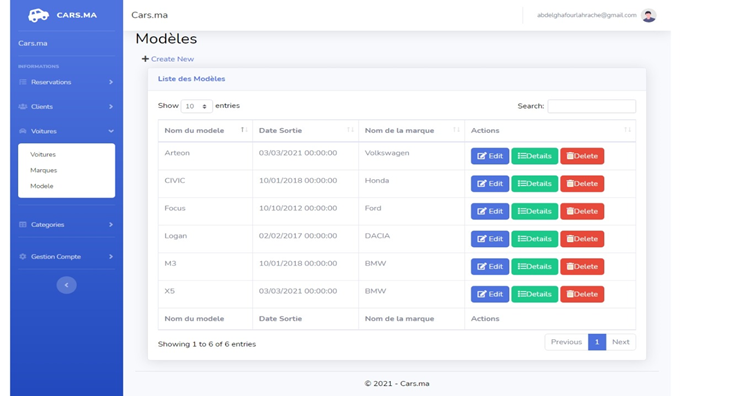 CARS.MA
Cars.ma
abdelghafourlahrache@gmail.com
Cars.ma
INFORMATIONS
Reservations
Clients
Voitures
Voitures
Marques
Modele
Categories
Gestion Compte
Modèles
Create New
Liste des Modèles
Show 10 entries
Search:
Nom du modele Date Sortie Nom de la marque Actions
Arteon 03/03/2021 00:00:00 Volkswagen Edit Details Delete
CIVIC 10/01/2018 00:00:00 Honda Edit Details Delete
Focus 10/10/2012 00:00:00 Ford Edit Details Delete
Logan 02/02/2017 00:00:00 DACIA Edit Details Delete
M3 10/01/2018 00:00:00 BMW Edit Details Delete
X5 03/03/2021 00:00:00 BMW Edit Details Delete
Nom du modele Date Sortie Nom de la marque Actions
Showing 1 to 6 of 6 entries
Previous 1 Next
© 2021 - Cars.ma